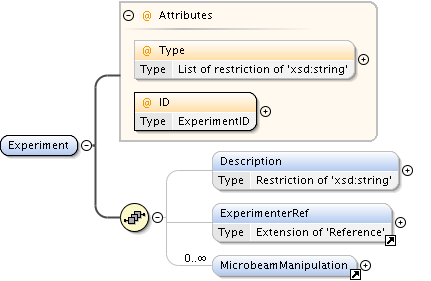 Attributes
@ Type
Type List of restriction of 'xsd:string'
@ ID
Type ExperimentID
Experiment
Description
Type Restriction of 'xsd:string'
ExperimenterRef
Type Extension of 'Reference'
0..∞
MicrobeamManipulation